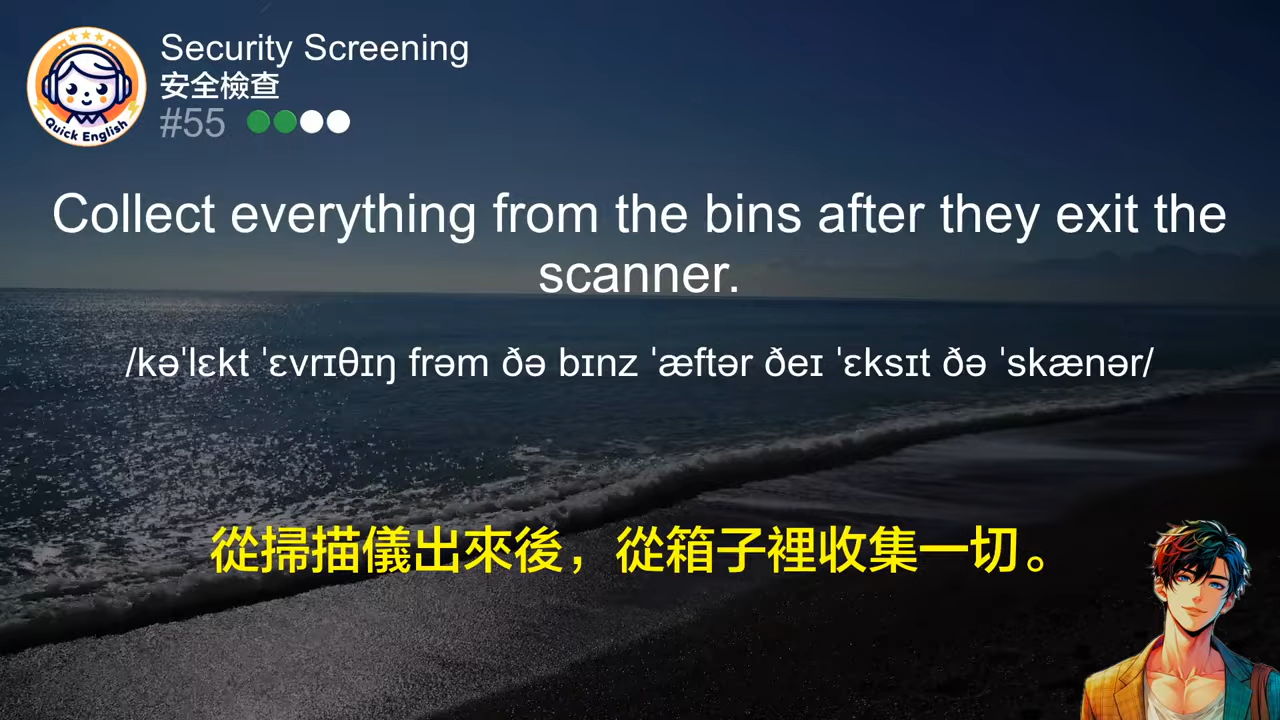 Security Screening
安全檢查
#55
Quick English
Collect everything from the bins after they exit the
scanner.
/kəˈlɛkt ˈɛvrɪθɪŋ frəm ðə bɪnz ˈæftər ðeɪ ˈɛksɪt ðə ˈskænər/
從掃描儀出來後，從箱子裡收集一切。